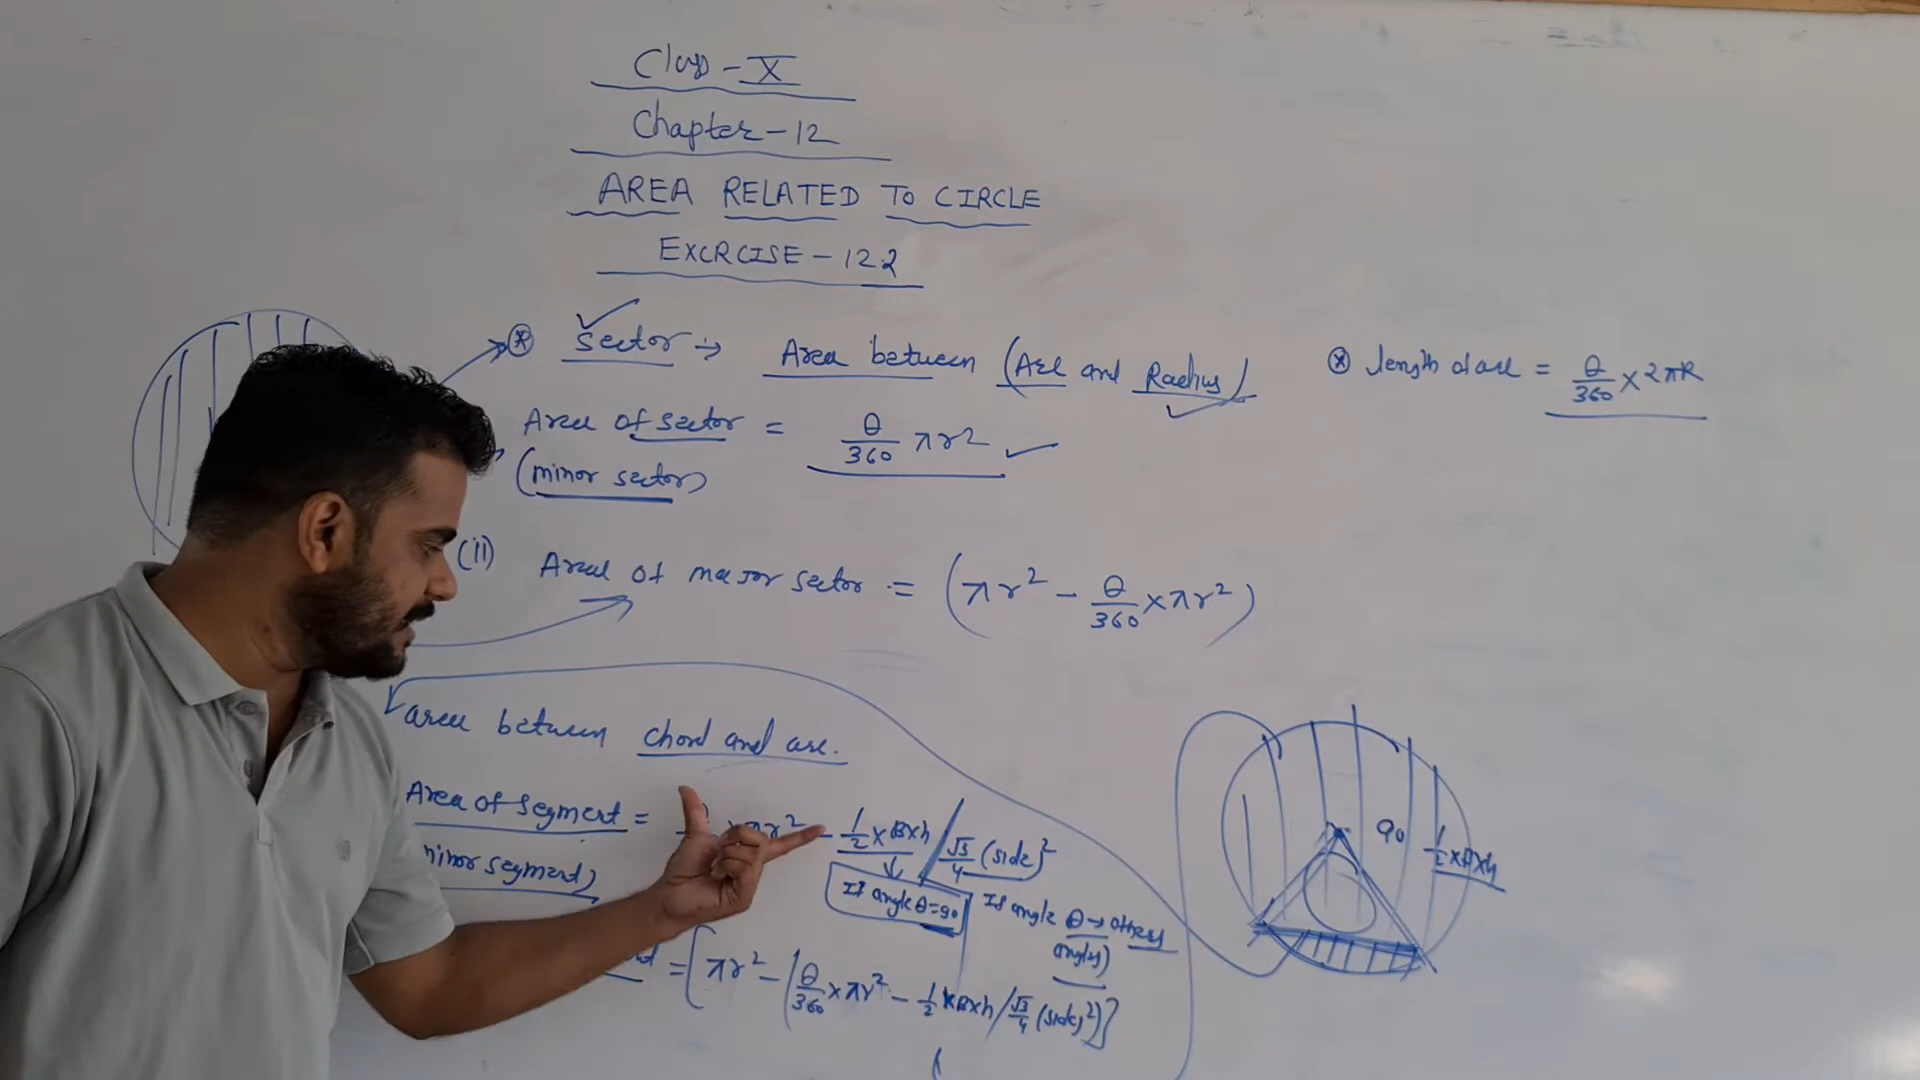 Class - X
Chapter - 12
AREA RELATED TO CIRCLE
EXCRCISE - 12.2
⊛ Sector → Area between (Arc and Radius)
Area of sector = θ/360 πr²
(minor sector)
(ii) Area of major sector = (πr² - θ/360 × πr²)
area between chord and arc.
Area of segment = × πr² - 1/2 × B×h / √3/4 (side)²
minor segment)
If angle θ=90
If angle θ → others
angles)
= [πr² - (θ/360 × πr² - 1/2 × B×h / √3/4 (side)²)]
⊛ length of arc = θ/360 × 2πR
90
1/2 × B×h